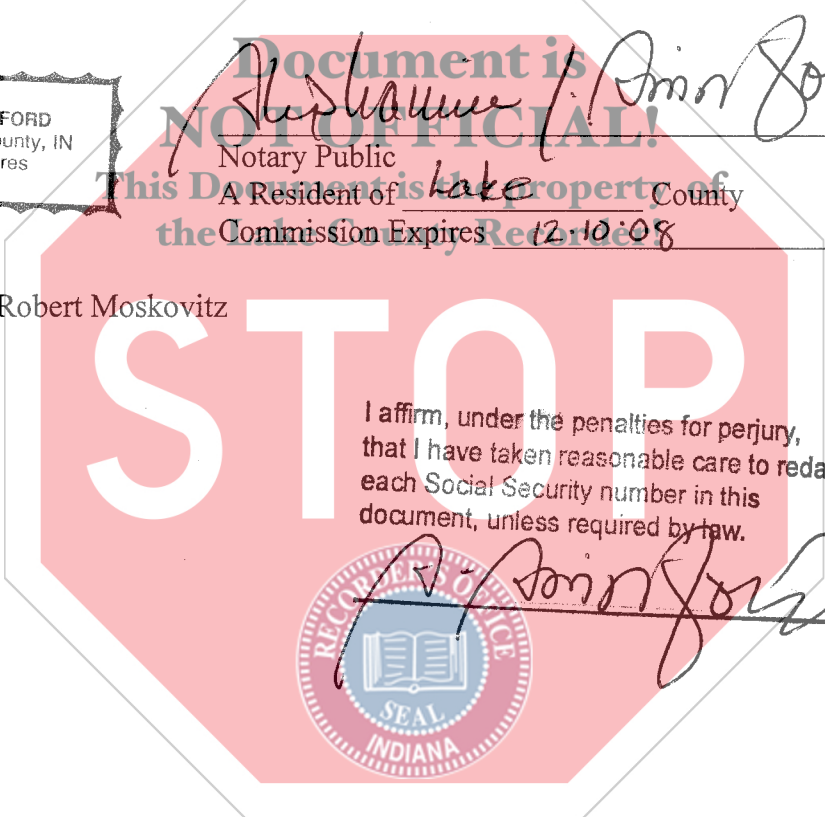 Document is
NOT OFFICIAL!
This Document is the property of
the Lake County Recorder!
FORD
ounty, IN
res
Notary Public
A Resident of Lake County
Commission Expires 12·10·08
Robert Moskovitz
STOP
I affirm, under the penalties for perjury,
that I have taken reasonable care to reda
each Social Security number in this
document, unless required by law.
RECORDER'S OFFICE
SEAL
INDIANA